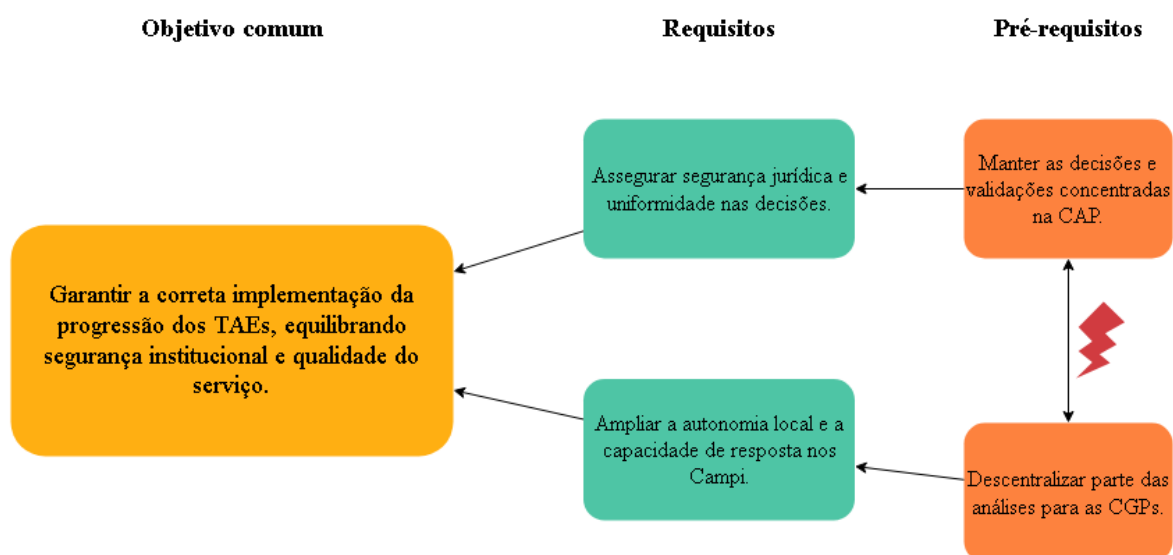 Objetivo comum
Requisitos
Pré-requisitos
Assegurar segurança jurídica e
uniformidade nas decisões.
Manter as decisões e
validações concentradas
na CAP.
Garantir a correta implementação da
progressão dos TAEs, equilibrando
segurança institucional e qualidade do
serviço.
Ampliar a autonomia local e a
capacidade de resposta nos
Campi.
Descentralizar parte das
análises para as CGPs.